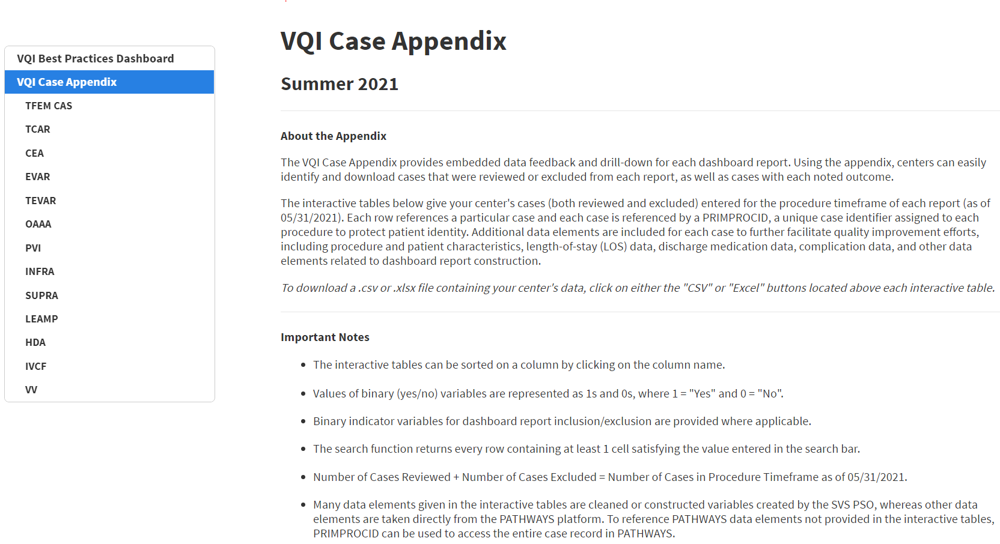 VQI Best Practices Dashboard
VQI Case Appendix
TFEM CAS
TCAR
CEA
EVAR
TEVAR
OAAA
PVI
INFRA
SUPRA
LEAMP
HDA
IVCF
VV
VQI Case Appendix
Summer 2021
About the Appendix
The VQI Case Appendix provides embedded data feedback and drill-down for each dashboard report. Using the appendix, centers can easily
identify and download cases that were reviewed or excluded from each report, as well as cases with each noted outcome.
The interactive tables below give your center's cases (both reviewed and excluded) entered for the procedure timeframe of each report (as of
05/31/2021). Each row references a particular case and each case is referenced by a PRIMPROCID, a unique case identifier assigned to each
procedure to protect patient identity. Additional data elements are included for each case to further facilitate quality improvement efforts,
including procedure and patient characteristics, length-of-stay (LOS) data, discharge medication data, complication data, and other data
elements related to dashboard report construction.
To download a .csv or .xlsx file containing your center's data, click on either the "CSV" or "Excel" buttons located above each interactive table.
Important Notes
• The interactive tables can be sorted on a column by clicking on the column name.
• Values of binary (yes/no) variables are represented as 1s and 0s, where 1 = "Yes" and 0 = "No".
• Binary indicator variables for dashboard report inclusion/exclusion are provided where applicable.
• The search function returns every row containing at least 1 cell satisfying the value entered in the search bar.
• Number of Cases Reviewed + Number of Cases Excluded = Number of Cases in Procedure Timeframe as of 05/31/2021.
• Many data elements given in the interactive tables are cleaned or constructed variables created by the SVS PSO, whereas other data
elements are taken directly from the PATHWAYS platform. To reference PATHWAYS data elements not provided in the interactive tables,
PRIMPROCID can be used to access the entire case record in PATHWAYS.